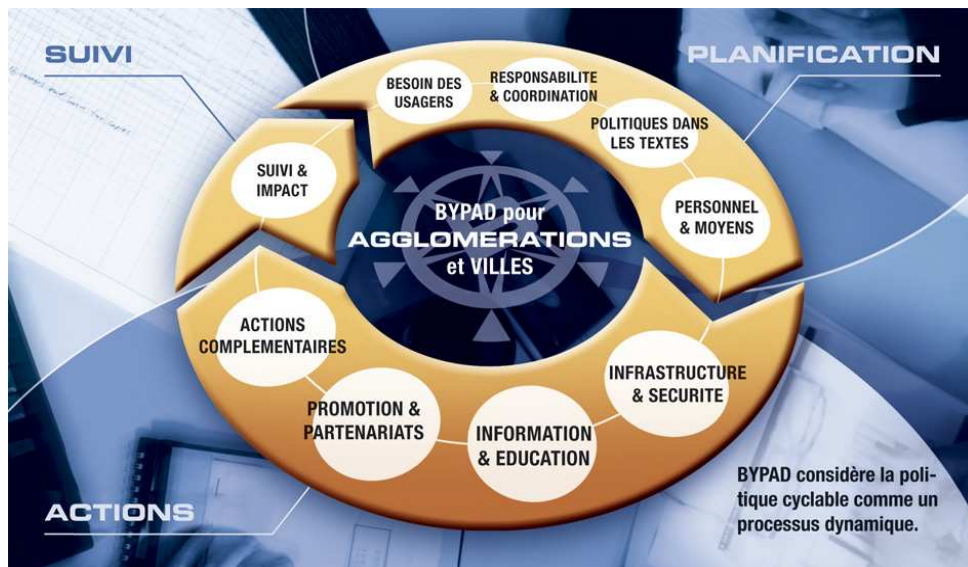 SUIVI
PLANIFICATION
BESOIN DES
USAGERS
RESPONSABILITE
& COORDINATION
POLITIQUES DANS
LES TEXTES
PERSONNEL
& MOYENS
SUIVI &
IMPACT
BYPAD pour
AGGLOMERATIONS
et VILLES
ACTIONS
COMPLEMENTAIRES
PROMOTION &
PARTENARIATS
INFORMATION
& EDUCATION
INFRASTRUCTURE
& SECURITE
ACTIONS
BYPAD considère la poli-
tique cyclable comme un
processus dynamique.